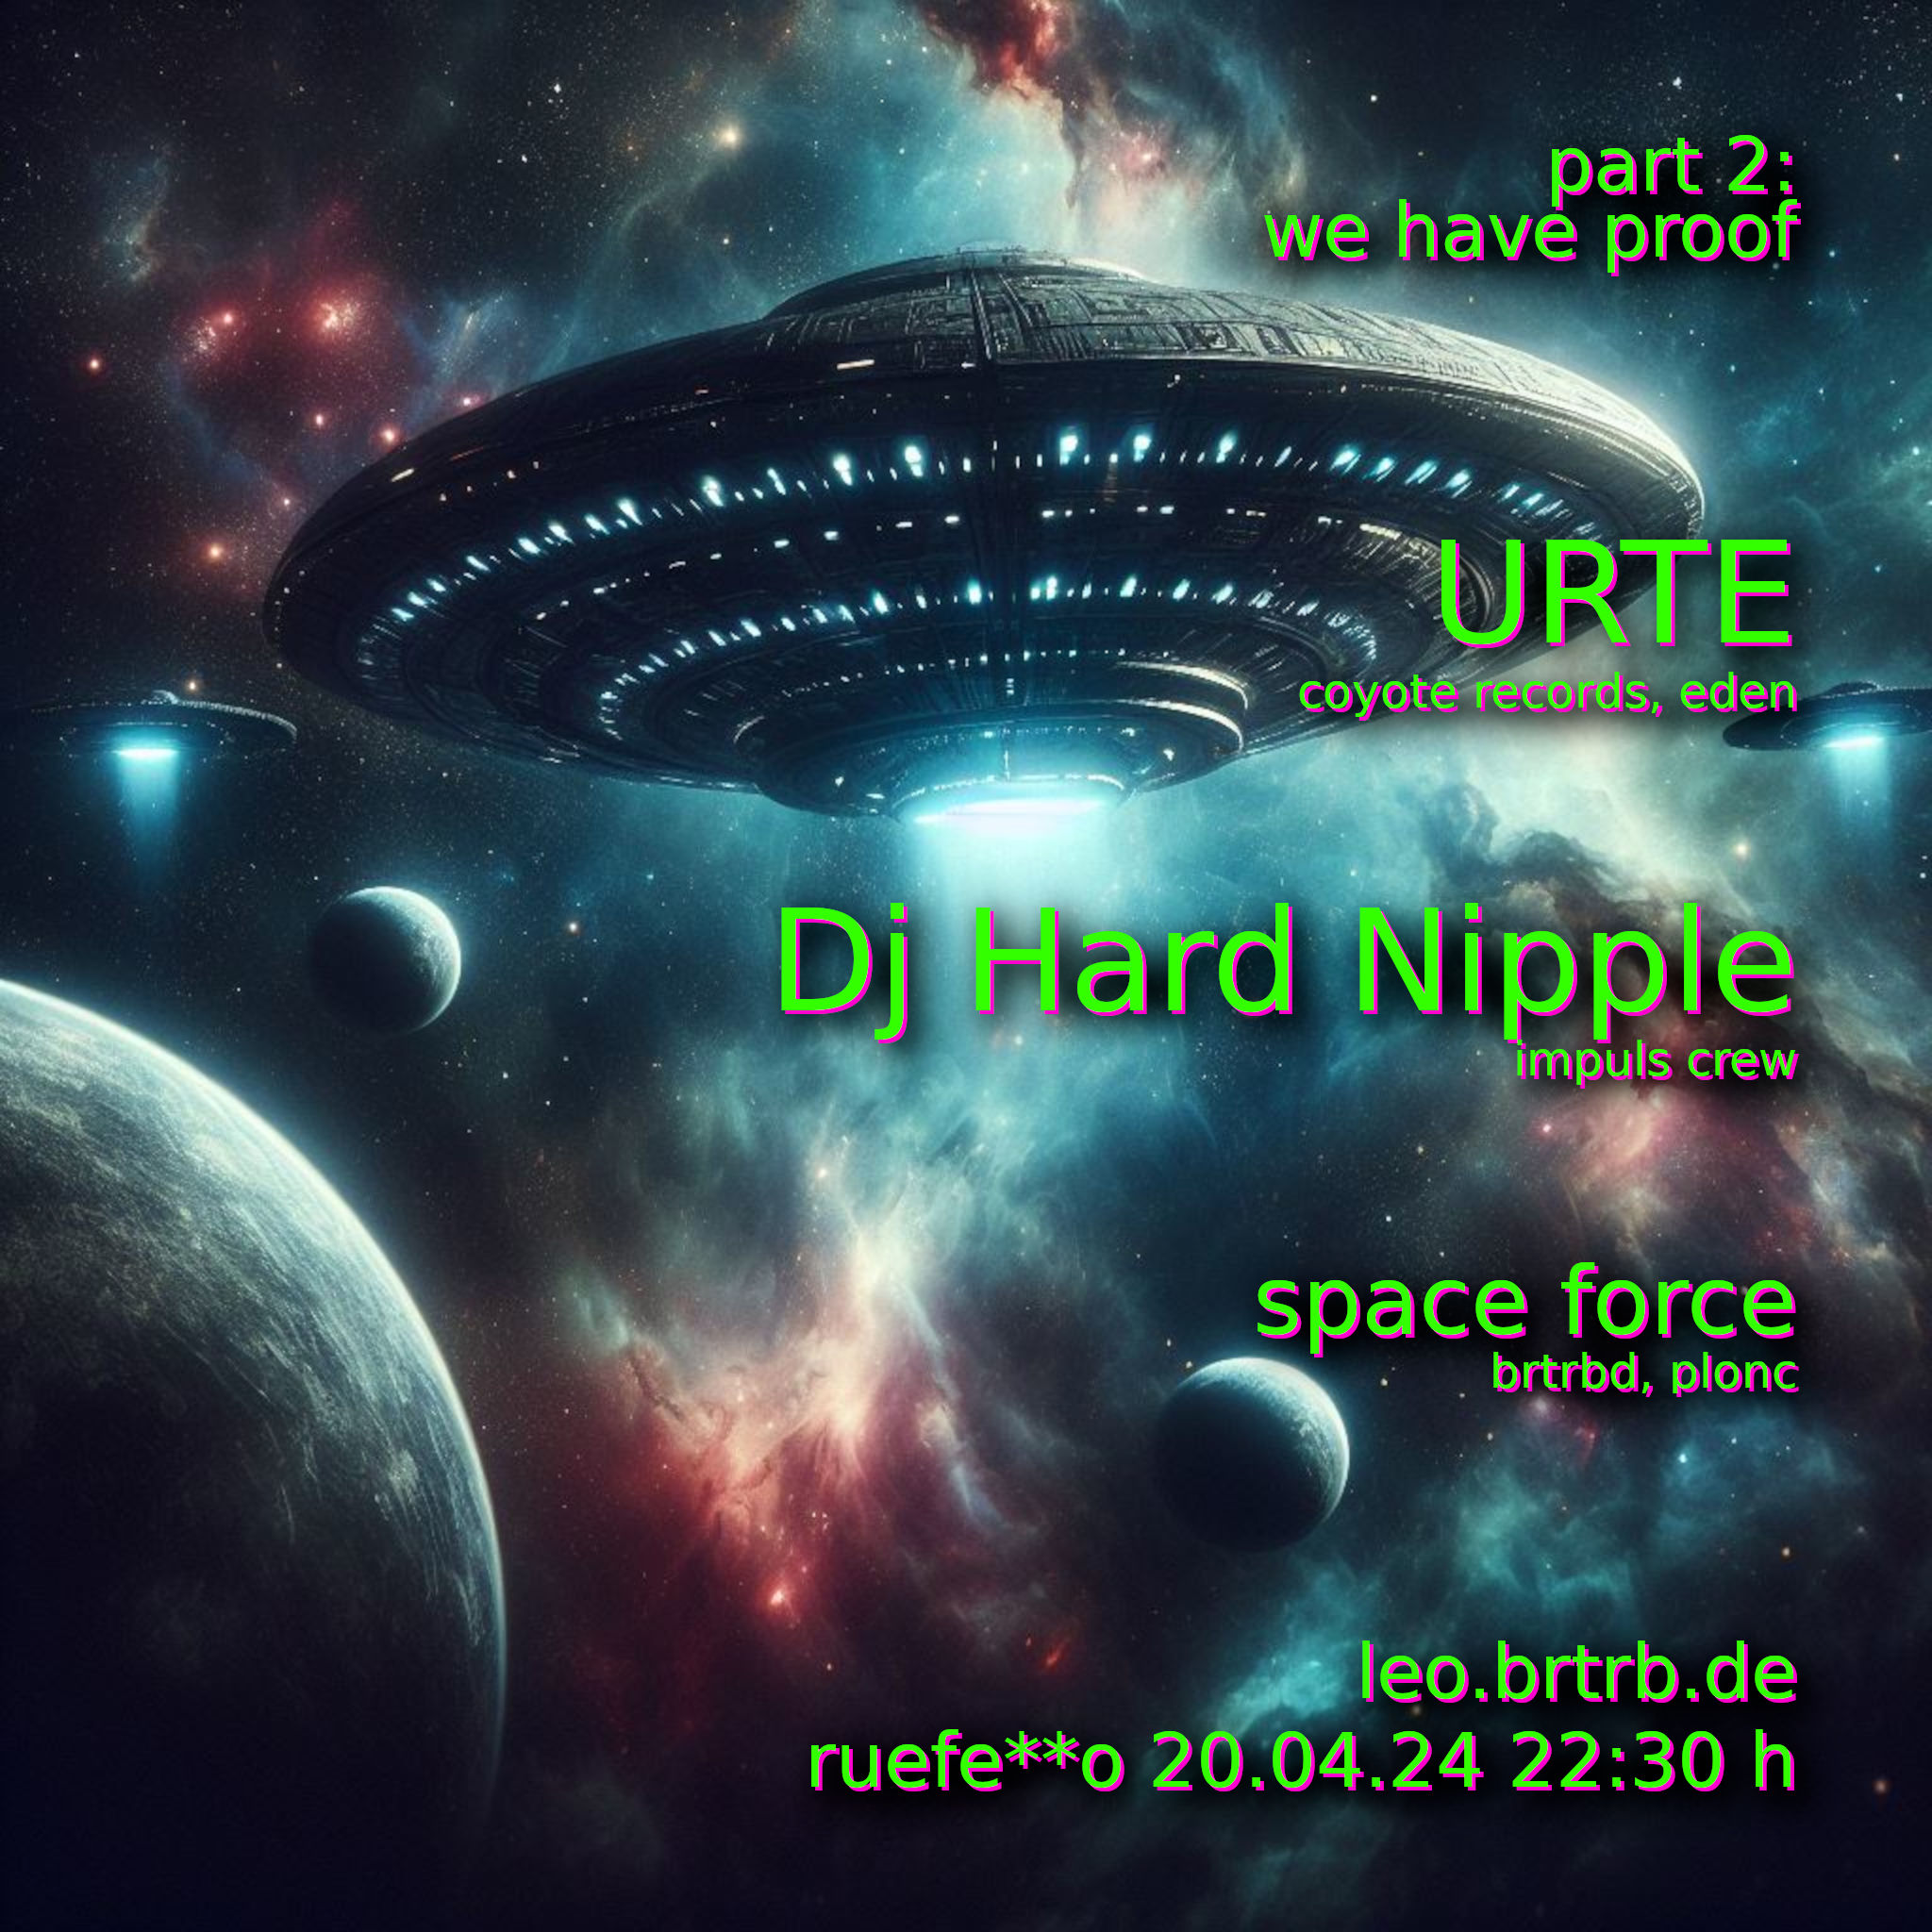 part 2:
we have proof
URTE
coyote records, eden
Dj Hard Nipple
impuls crew
space force
brtrbd, plonc
leo.brtrb.de
ruefe**o 20.04.24 22:30 h